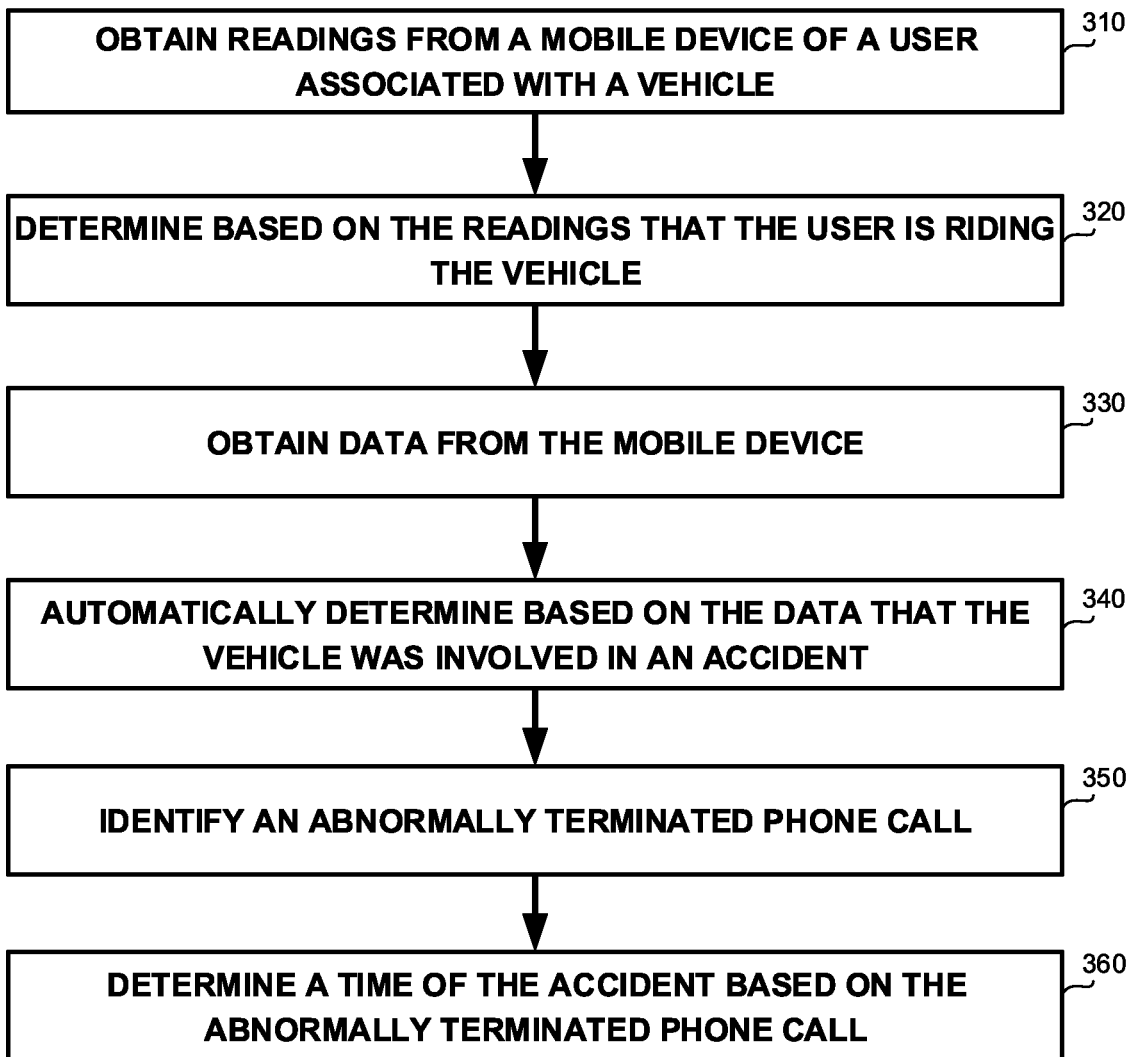 OBTAIN READINGS FROM A MOBILE DEVICE OF A USER
ASSOCIATED WITH A VEHICLE
310
DETERMINE BASED ON THE READINGS THAT THE USER IS RIDING
THE VEHICLE
320
OBTAIN DATA FROM THE MOBILE DEVICE
330
AUTOMATICALLY DETERMINE BASED ON THE DATA THAT THE
VEHICLE WAS INVOLVED IN AN ACCIDENT
340
IDENTIFY AN ABNORMALLY TERMINATED PHONE CALL
350
DETERMINE A TIME OF THE ACCIDENT BASED ON THE
ABNORMALLY TERMINATED PHONE CALL
360